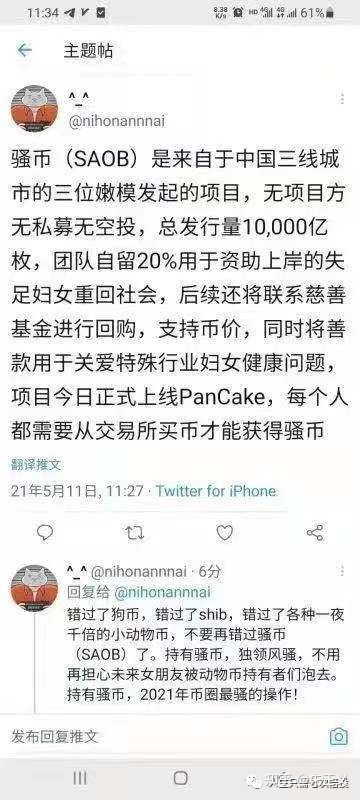 11:34
8.38 K/s HD 4G 4G 61%
主题帖
^_^
@nihonannnai
骚币（SAOB）是来自于中国三线城
市的三位嫩模发起的项目，无项目方
无私募无空投，总发行量10,000亿
枚，团队自留20%用于资助上岸的失
足妇女重回社会，后续还将联系慈善
基金进行回购，支持币价，同时将善
款用于关爱特殊行业妇女健康问题，
项目今日正式上线PanCake，每个人
都需要从交易所买币才能获得骚币
翻译推文
21年5月11日, 11:27 · Twitter for iPhone
^_^ @nihonannnai · 6分
回复给 @nihonannnai
错过了狗币，错过了shib，错过了各种一夜
千倍的小动物币，不要再错过骚币
（SAOB）了。持有骚币，独领风骚，不用
再担心未来女朋友被动物币持有者们泡去。
持有骚币，2021年币圈最骚的操作！
发布回复推文